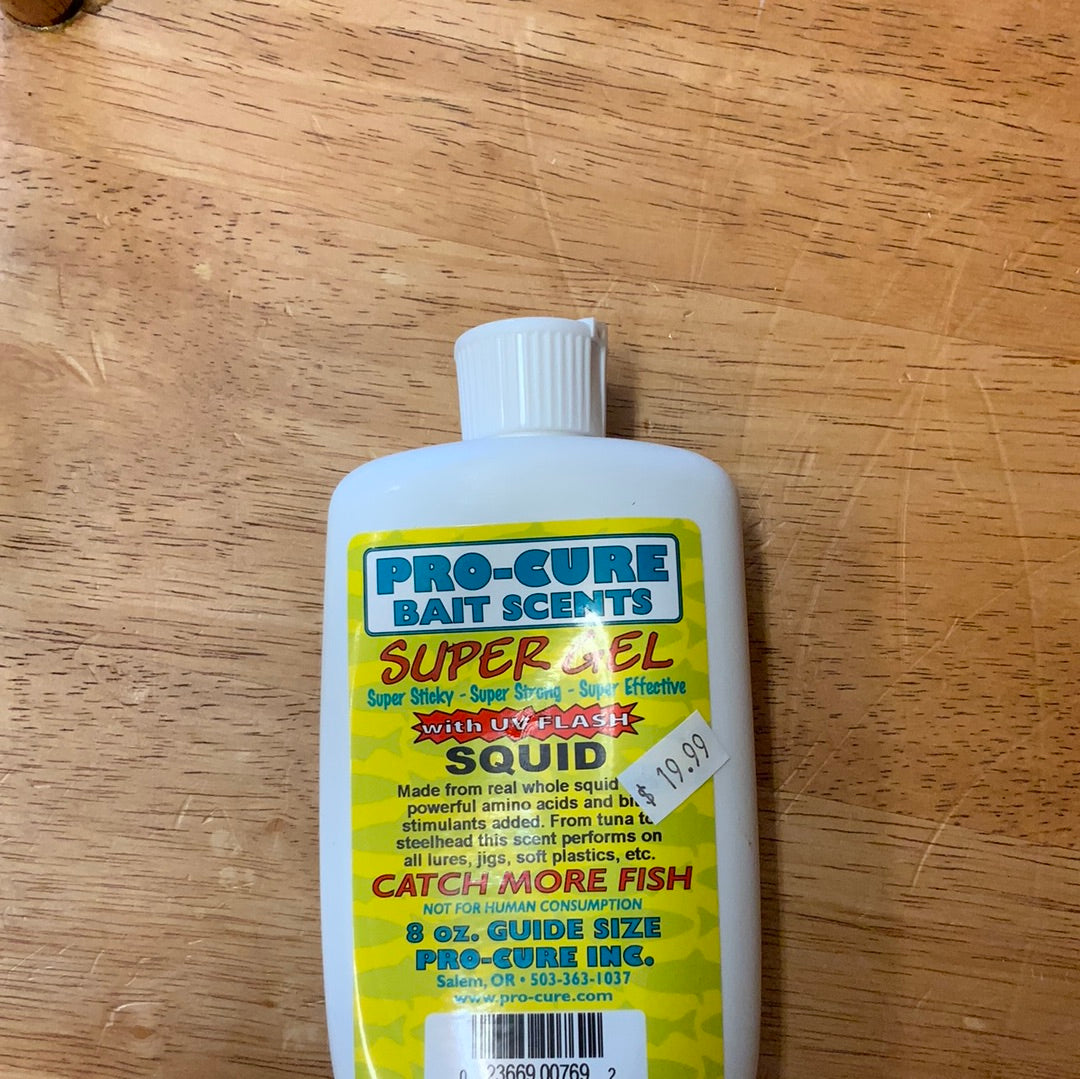 PRO-CURE
BAIT SCENTS
SUPER GEL
Super Sticky - Super Strong - Super Effective
with UV FLASH
SQUID
$ 19.99
Made from real whole squid
powerful amino acids and
stimulants added. From tuna to
steelhead this scent performs on
all lures, jigs, soft plastics, etc.
CATCH MORE FISH
NOT FOR HUMAN CONSUMPTION
8 oz. GUIDE SIZE
PRO-CURE INC.
Salem, OR • 503-363-1037
www.pro-cure.com
0 23669 00769 2